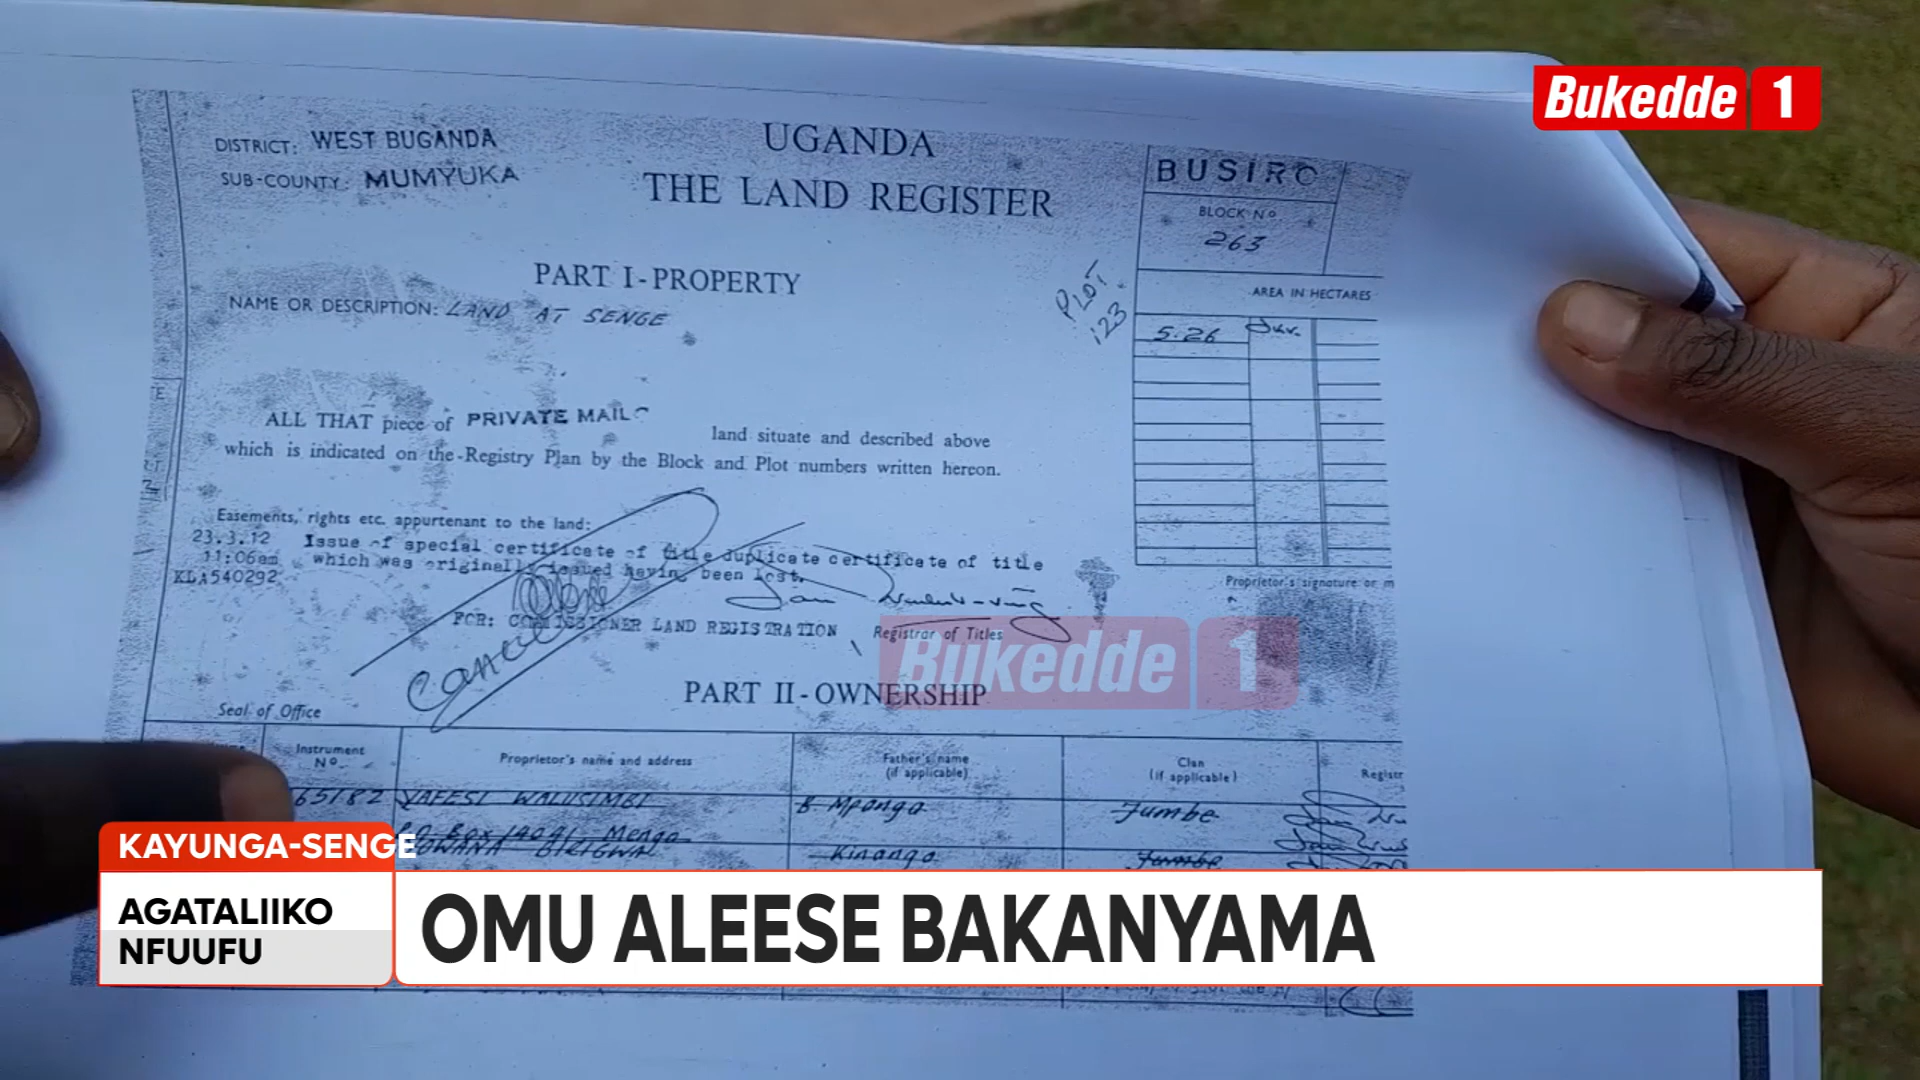 Bukedde 1
DISTRICT: WEST BUGANDA
SUB-COUNTY: MUMYUKA
UGANDA
THE LAND REGISTER
BUSIRO
BLOCK No
263
PLOT 123
AREA IN HECTARES
5.26
PART I-PROPERTY
NAME OR DESCRIPTION: LAND AT SENGE
ALL THAT piece of PRIVATE MAILO
land situate and described above
which is indicated on the Registry Plan by the Block and Plot numbers written hereon.
Easements, rights etc. appurtenant to the land:
23.3.12 Issue of special certificate of title duplicate certificate of title
11:06am which was originally issued having been lost.
KLA540292
FOR: COMMISSIONER LAND REGISTRATION
Registrar of Titles
Proprietor's signature or m
Bukedde 1
PART II-OWNERSHIP
Seal of Office
Instrument No
Proprietor's name and address
Father's name (if applicable)
Clan (if applicable)
Registr
65182 YAFESI WALUSIMBI
B Mpanga
Jumbe
P.O. Box 14041 Mengo
Kinanga
Jumbe
KAYUNGA-SENGE
AGATALIIKO
NFUUFU
OMU ALEESE BAKANYAMA